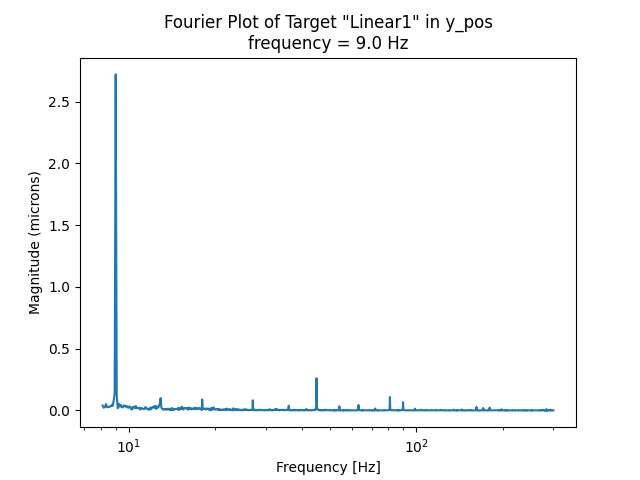 Fourier Plot of Target "Linear1" in y_pos
frequency = 9.0 Hz
Magnitude (microns)
2.5
2.0
1.5
1.0
0.5
0.0
10¹
10²
Frequency [Hz]